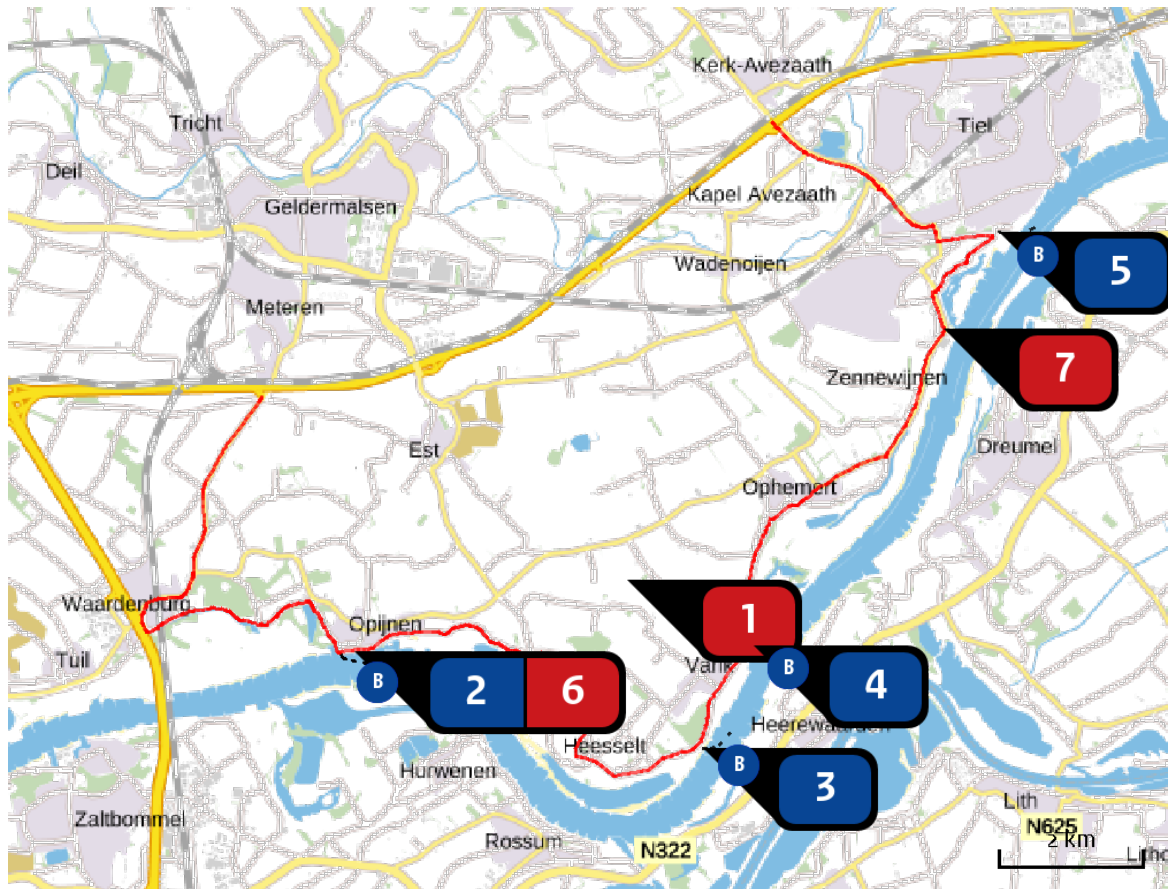 Kerk-Avezaath
Tricht
Tiel
Deil
Kapel Avezaath
Geldermalsen
B
5
Wadenoijen
Meteren
7
Zennewijnen
Est
Dreumel
Ophemert
Waardenburg
1
Opijnen
Tuil
B
2
6
B
4
Heerewaarden
Heesselt
Hurwenen
B
3
Lith
Zaltbommel
N625
Rossum
2 km
N322